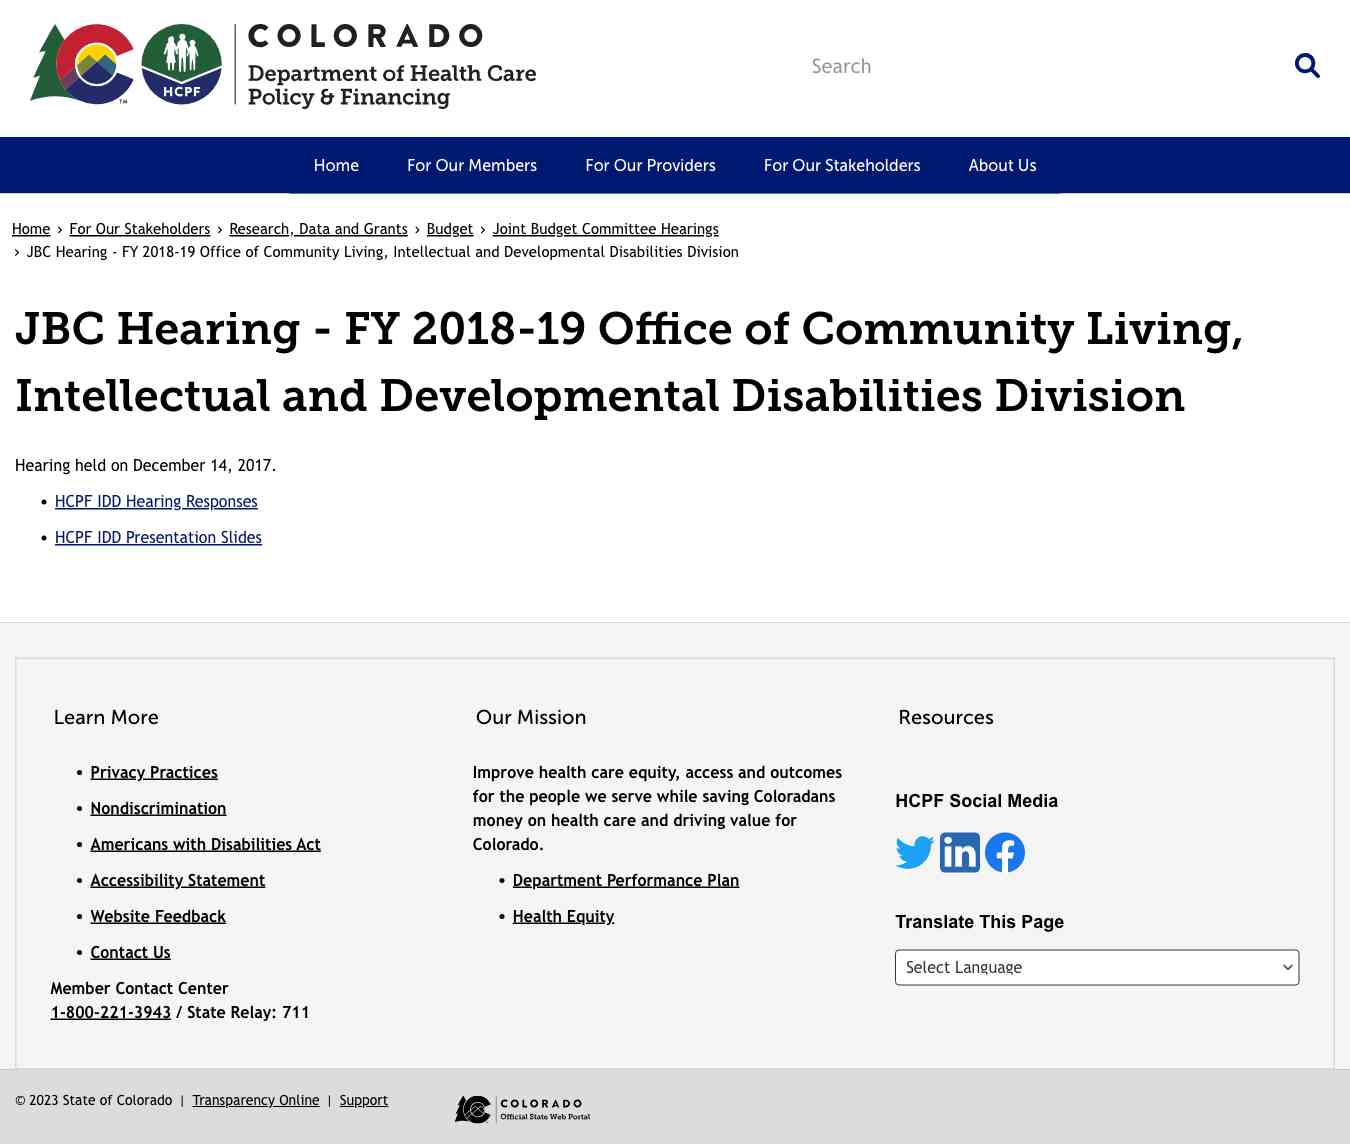 COLORADO
Department of Health Care
Policy & Financing
HCPF
TM
Search
Home
For Our Members
For Our Providers
For Our Stakeholders
About Us
Home › For Our Stakeholders › Research, Data and Grants › Budget › Joint Budget Committee Hearings
› JBC Hearing - FY 2018-19 Office of Community Living, Intellectual and Developmental Disabilities Division
JBC Hearing - FY 2018-19 Office of Community Living,
Intellectual and Developmental Disabilities Division
Hearing held on December 14, 2017.
• HCPF IDD Hearing Responses
• HCPF IDD Presentation Slides
Learn More
• Privacy Practices
• Nondiscrimination
• Americans with Disabilities Act
• Accessibility Statement
• Website Feedback
• Contact Us
Member Contact Center
1-800-221-3943 / State Relay: 711
Our Mission
Improve health care equity, access and outcomes
for the people we serve while saving Coloradans
money on health care and driving value for
Colorado.
• Department Performance Plan
• Health Equity
Resources
HCPF Social Media
in
Translate This Page
Select Language
© 2023 State of Colorado | Transparency Online | Support
COLORADO
Official State Web Portal